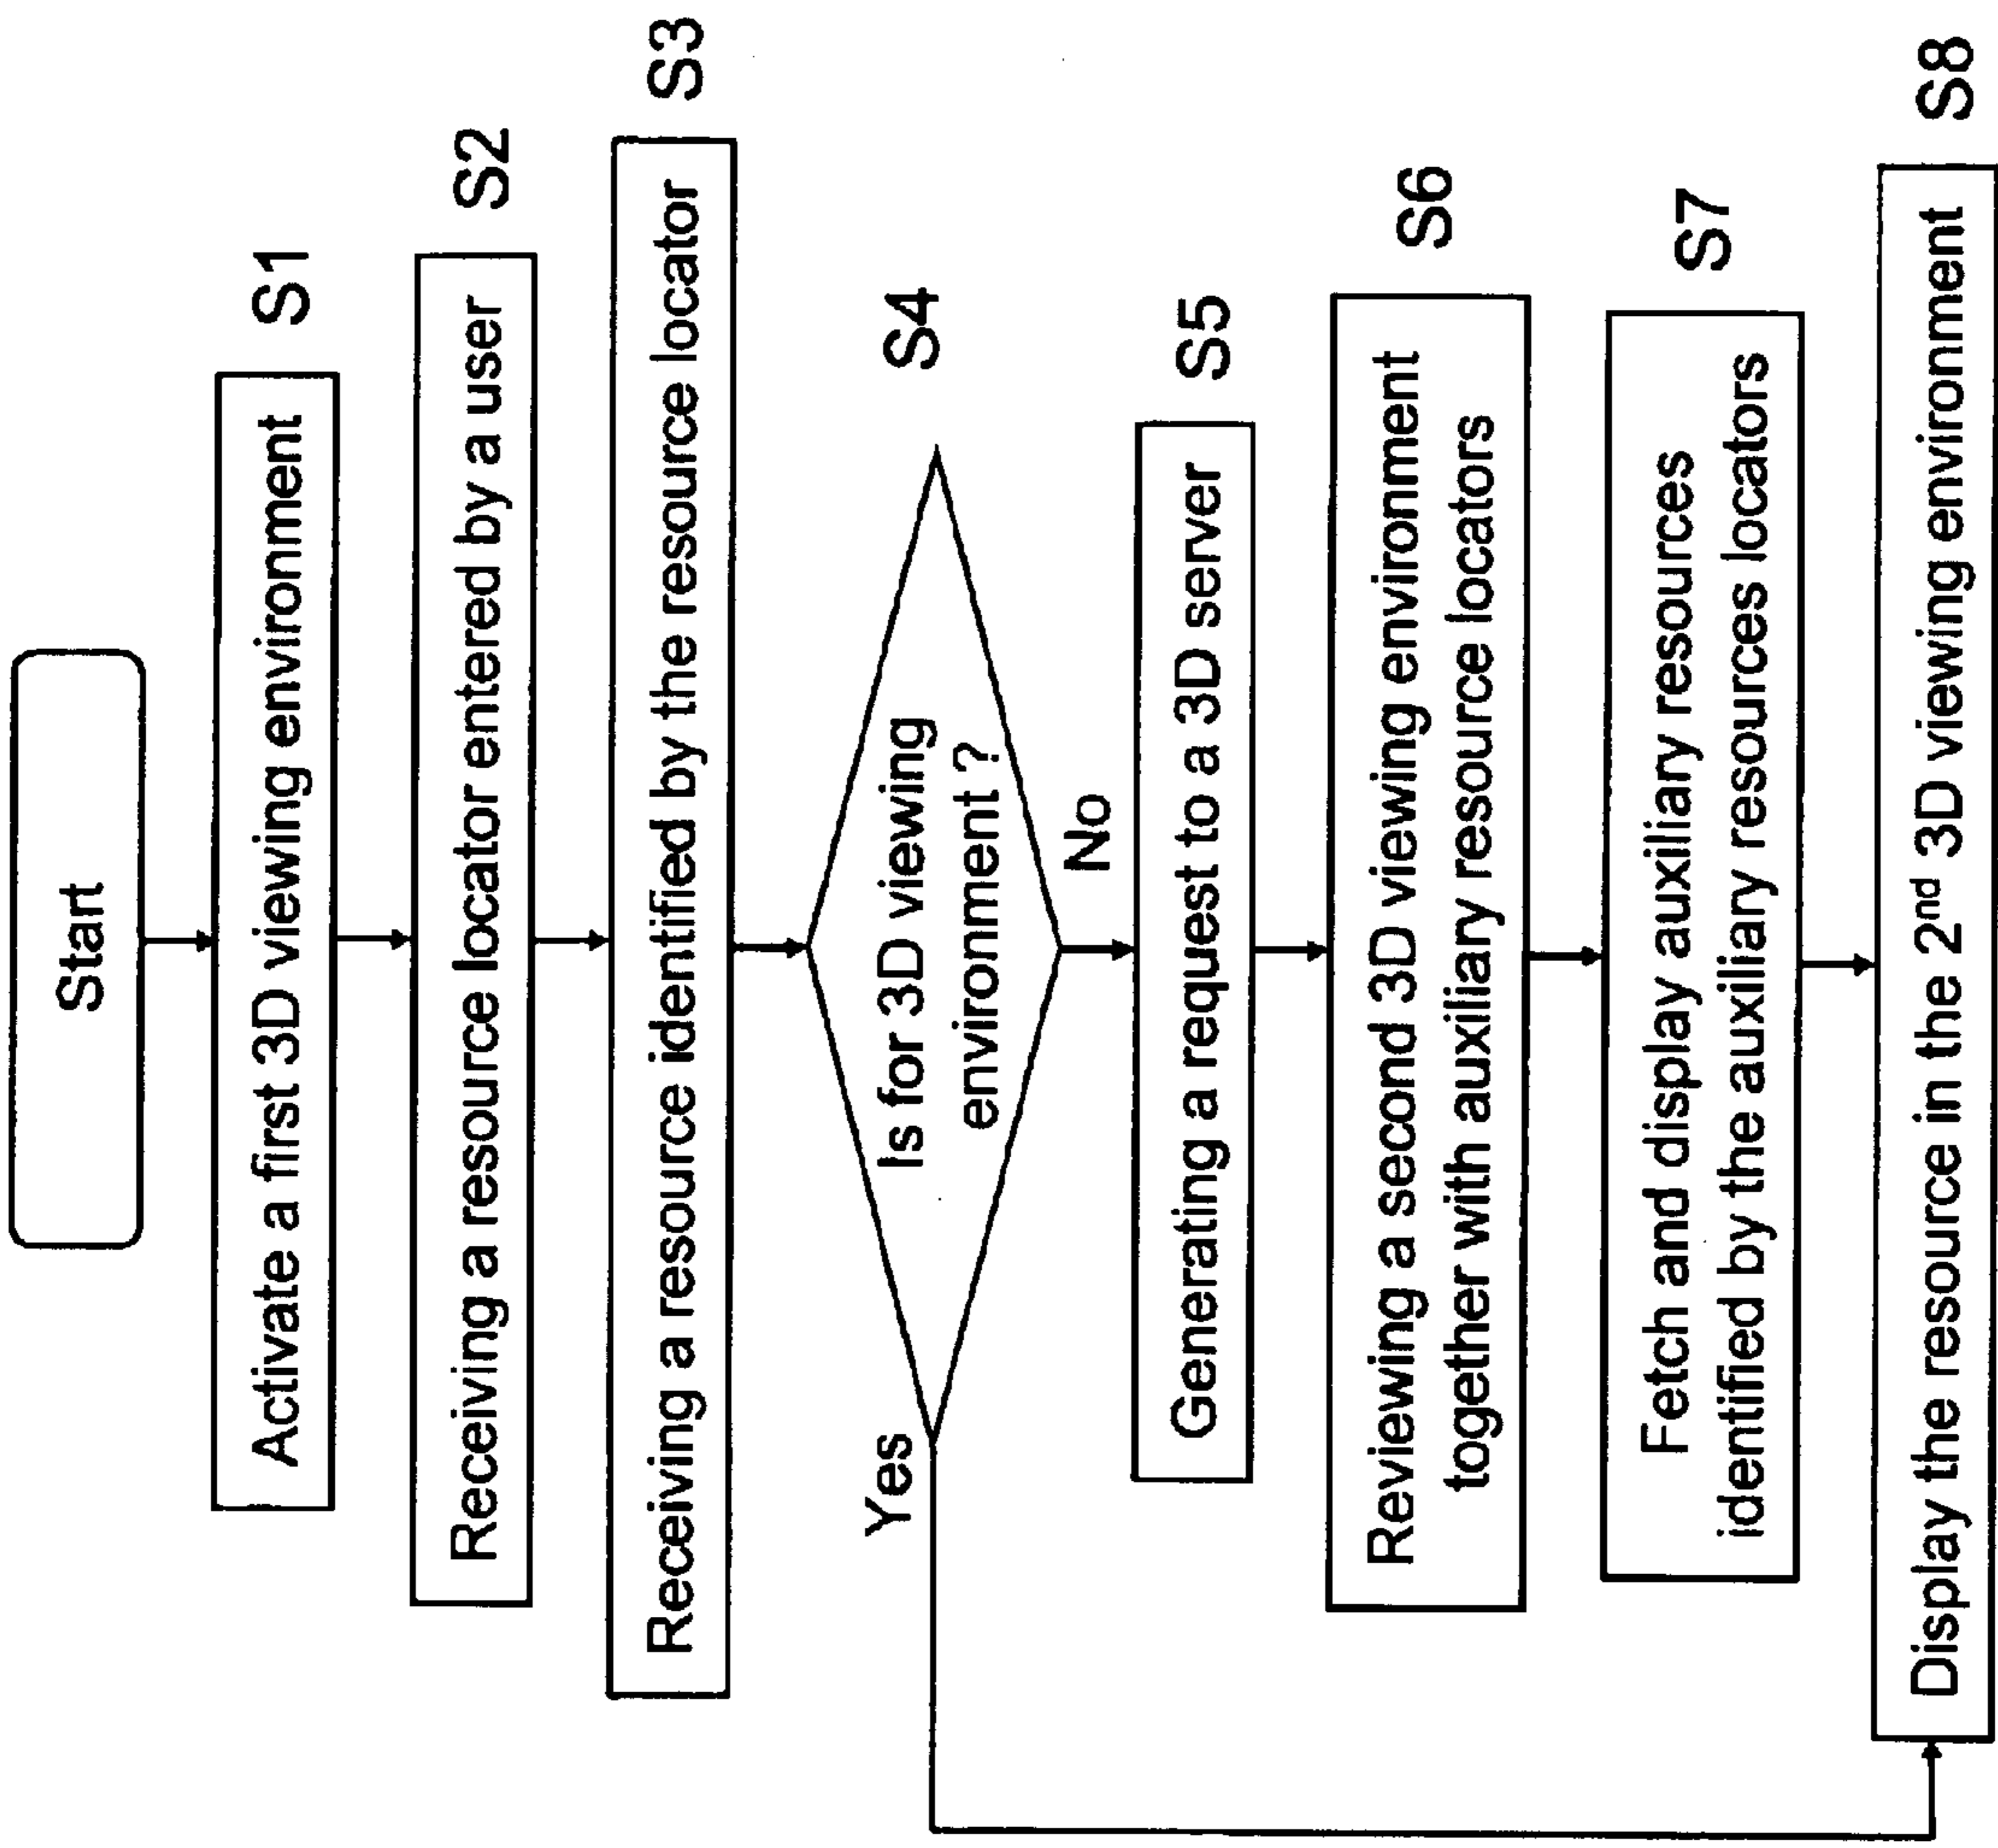 Start
Activate a first 3D viewing environment
S1
Receiving a resource locator entered by a user
S2
Receiving a resource identified by the resource locator
S3
Is for 3D viewing
environment ?
S4
Yes
No
Generating a request to a 3D server
S5
Reviewing a second 3D viewing environment
together with auxiliary resource locators
S6
Fetch and display auxiliary resources
identified by the auxiliary resources locators
S7
Display the resource in the 2nd 3D viewing environment
S8